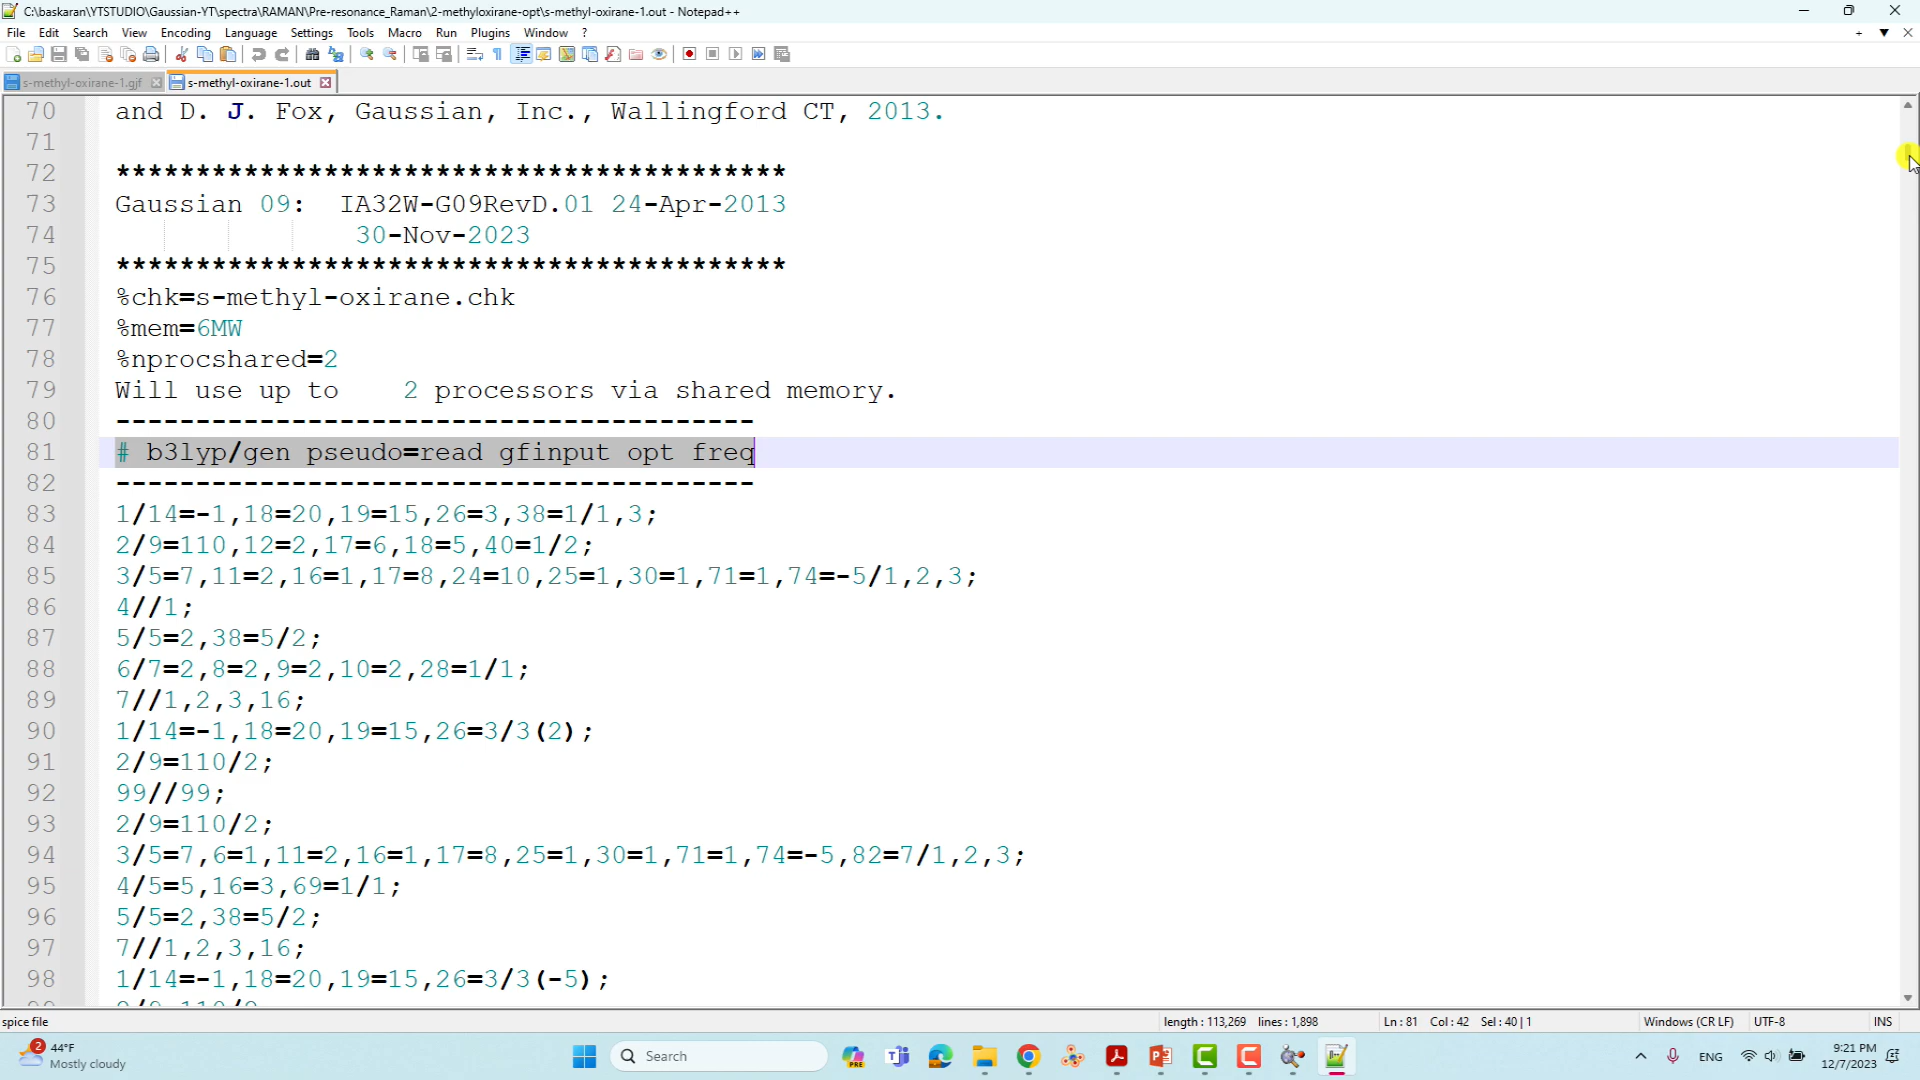 C:\baskaran\YTSTUDIO\Gaussian-YT\spectra\RAMAN\Pre-resonance_Raman\2-methyloxirane-opt\s-methyl-oxirane-1.out - Notepad++
File Edit Search View Encoding Language Settings Tools Macro Run Plugins Window ?
s-methyl-oxirane-1.gjf s-methyl-oxirane-1.out
70 and D. J. Fox, Gaussian, Inc., Wallingford CT, 2013.
71
72 ******************************************
73 Gaussian 09: IA32W-G09RevD.01 24-Apr-2013
74 30-Nov-2023
75 ******************************************
76 %chk=s-methyl-oxirane.chk
77 %mem=6MW
78 %nprocshared=2
79 Will use up to 2 processors via shared memory.
80 ----------------------------------------
81 # b3lyp/gen pseudo=read gfinput opt freq
82 ----------------------------------------
83 1/14=-1,18=20,19=15,26=3,38=1/1,3;
84 2/9=110,12=2,17=6,18=5,40=1/2;
85 3/5=7,11=2,16=1,17=8,24=10,25=1,30=1,71=1,74=-5/1,2,3;
86 4//1;
87 5/5=2,38=5/2;
88 6/7=2,8=2,9=2,10=2,28=1/1;
89 7//1,2,3,16;
90 1/14=-1,18=20,19=15,26=3/3(2);
91 2/9=110/2;
92 99//99;
93 2/9=110/2;
94 3/5=7,6=1,11=2,16=1,17=8,25=1,30=1,71=1,74=-5,82=7/1,2,3;
95 4/5=5,16=3,69=1/1;
96 5/5=2,38=5/2;
97 7//1,2,3,16;
98 1/14=-1,18=20,19=15,26=3/3(-5);
spice file length : 113,269 lines : 1,898 Ln : 81 Col : 42 Sel : 40 | 1 Windows (CR LF) UTF-8 INS
2 44°F
Mostly cloudy
Search
ENG
9:21 PM
12/7/2023